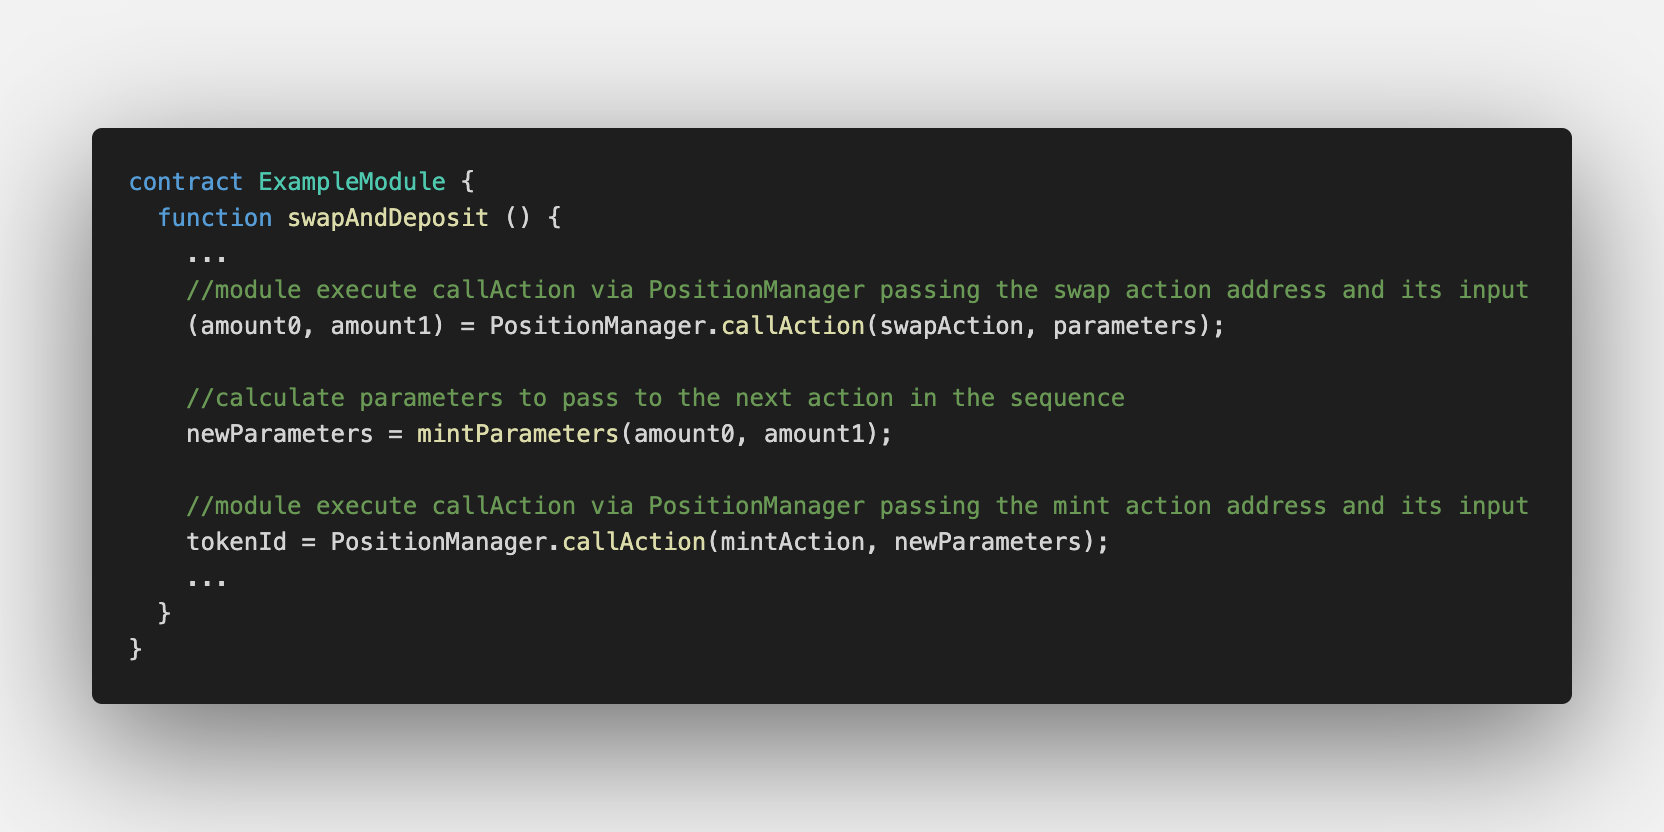 contract ExampleModule {
function swapAndDeposit () {
...
//module execute callAction via PositionManager passing the swap action address and its input
(amount0, amount1) = PositionManager.callAction(swapAction, parameters);
//calculate parameters to pass to the next action in the sequence
newParameters = mintParameters(amount0, amount1);
//module execute callAction via PositionManager passing the mint action address and its input
tokenId = PositionManager.callAction(mintAction, newParameters);
...
}
}